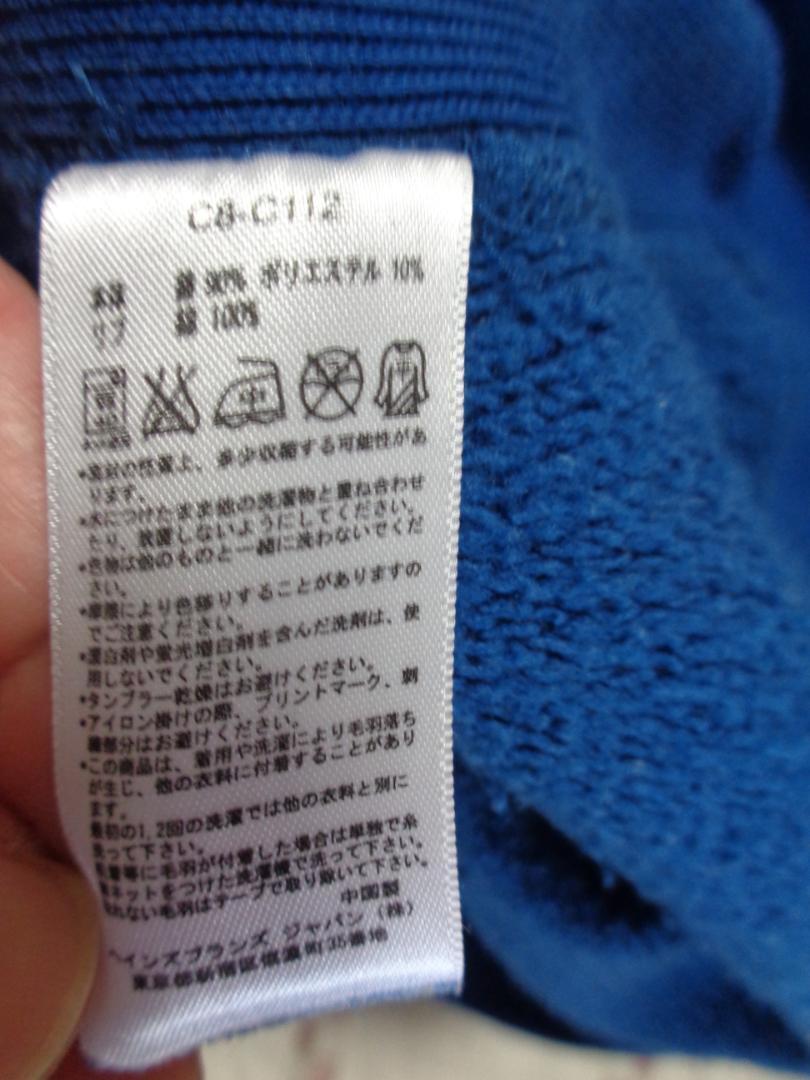 C8-C112
本体 綿 90% ポリエステル 10%
リブ 綿 100%
中
•素材の性質上、多少収縮する可能性があ
ります。
•水につけたまま他の洗濯物と重ね合わせ
たり、放置しないようにしてください。
•色物は他のものと一緒に洗わないでくだ
さい。
•摩擦により色移りすることがありますの
でご注意ください。
•漂白剤や蛍光増白剤を含んだ洗剤は、使
用しないでください。
•タンブラー乾燥はお避けください。
•アイロン掛けの際、プリントマーク、刺
繍部分はお避けください。
•この商品は、着用や洗濯により毛羽落ち
が生じ、他の衣料に付着することがあり
ます。
最初の1,2回の洗濯では他の衣料と別に
洗って下さい。
に毛羽が付着した場合は単独で糸
ネットをつけた洗濯機で洗って下さい。
れない毛羽はテープで取り除いて下さい。
中国製
ヘインズブランズ ジャパン (株)
東京都新宿区信濃町35番地